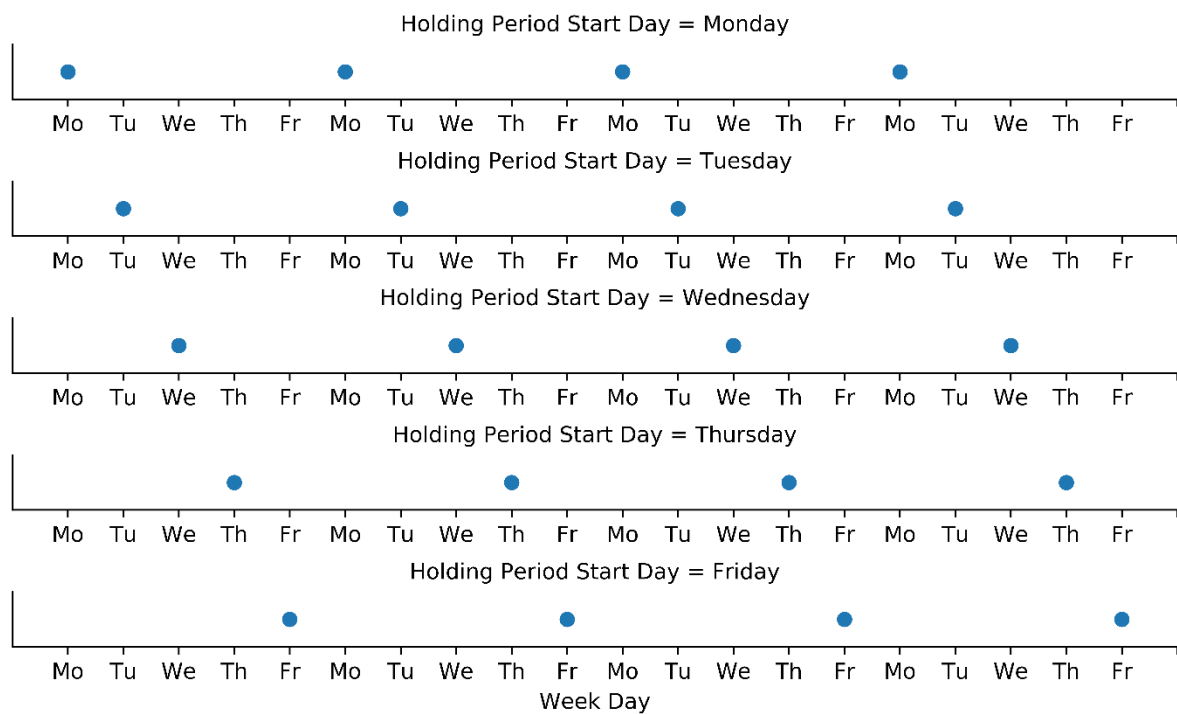 Holding Period Start Day = Monday
Mo Tu We Th Fr Mo Tu We Th Fr Mo Tu We Th Fr Mo Tu We Th Fr
Holding Period Start Day = Tuesday
Mo Tu We Th Fr Mo Tu We Th Fr Mo Tu We Th Fr Mo Tu We Th Fr
Holding Period Start Day = Wednesday
Mo Tu We Th Fr Mo Tu We Th Fr Mo Tu We Th Fr Mo Tu We Th Fr
Holding Period Start Day = Thursday
Mo Tu We Th Fr Mo Tu We Th Fr Mo Tu We Th Fr Mo Tu We Th Fr
Holding Period Start Day = Friday
Mo Tu We Th Fr Mo Tu We Th Fr Mo Tu We Th Fr Mo Tu We Th Fr
Week Day